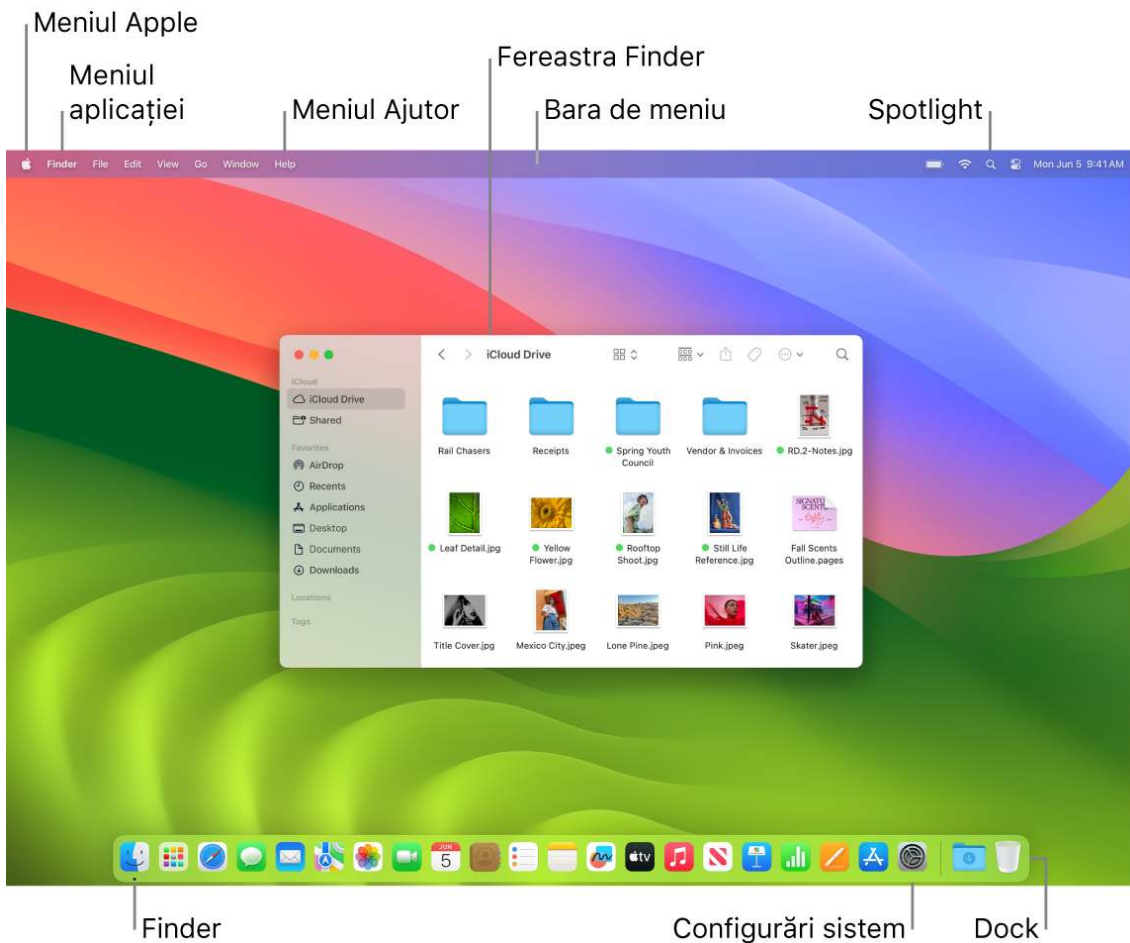 Meniul Apple
Fereastra Finder
Meniul
aplicației
Meniul Ajutor
Bara de meniu
Spotlight
Finder File Edit View Go Window Help
Mon Jun 5 9:41 AM
iCloud Drive
iCloud
iCloud Drive
Shared
Favorites
AirDrop
Recents
Applications
Desktop
Documents
Downloads
Locations
Tags
Rail Chasers
Receipts
Spring Youth
Council
Vendor & Invoices
RD.2-Notes.jpg
Leaf Detail.jpg
Yellow
Flower.jpg
Rooftop
Shoot.jpg
Still Life
Reference.jpg
Fall Scents
Outline.pages
Title Cover.jpg
Mexico City.jpeg
Lone Pine.jpeg
Pink.jpeg
Skater.jpeg
JUN
5
tv
Finder
Configurări sistem
Dock